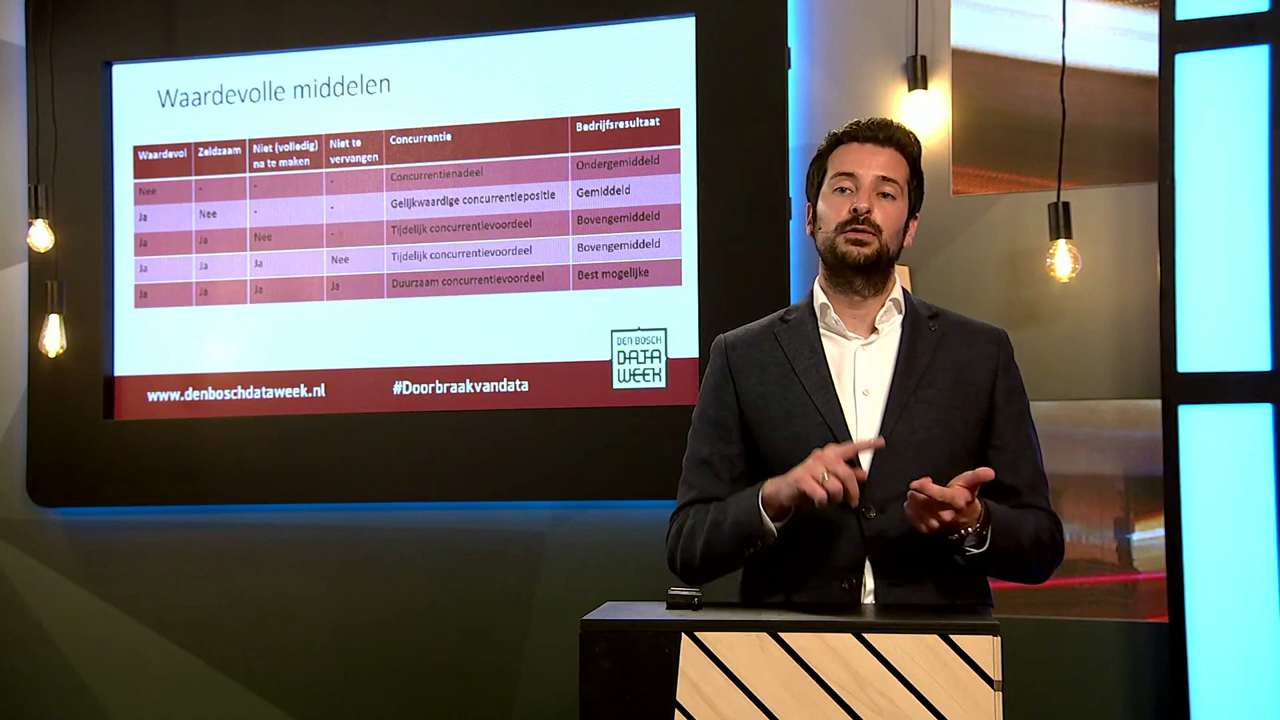 Waardevolle middelen
Waardevol Zeldzaam Niet (volledig) na te maken Niet te vervangen Concurrentie Bedrijfsresultaat
Nee - - - Concurrentienadeel Ondergemiddeld
Ja Nee - - Gelijkwaardige concurrentiepositie Gemiddeld
Ja Ja Nee - Tijdelijk concurrentievoordeel Bovengemiddeld
Ja Ja Ja Nee Tijdelijk concurrentievoordeel Bovengemiddeld
Ja Ja Ja Ja Duurzaam concurrentievoordeel Best mogelijke
DEN BOSCH
DATA
WEEK
www.denboschdataweek.nl #Doorbraakvandata